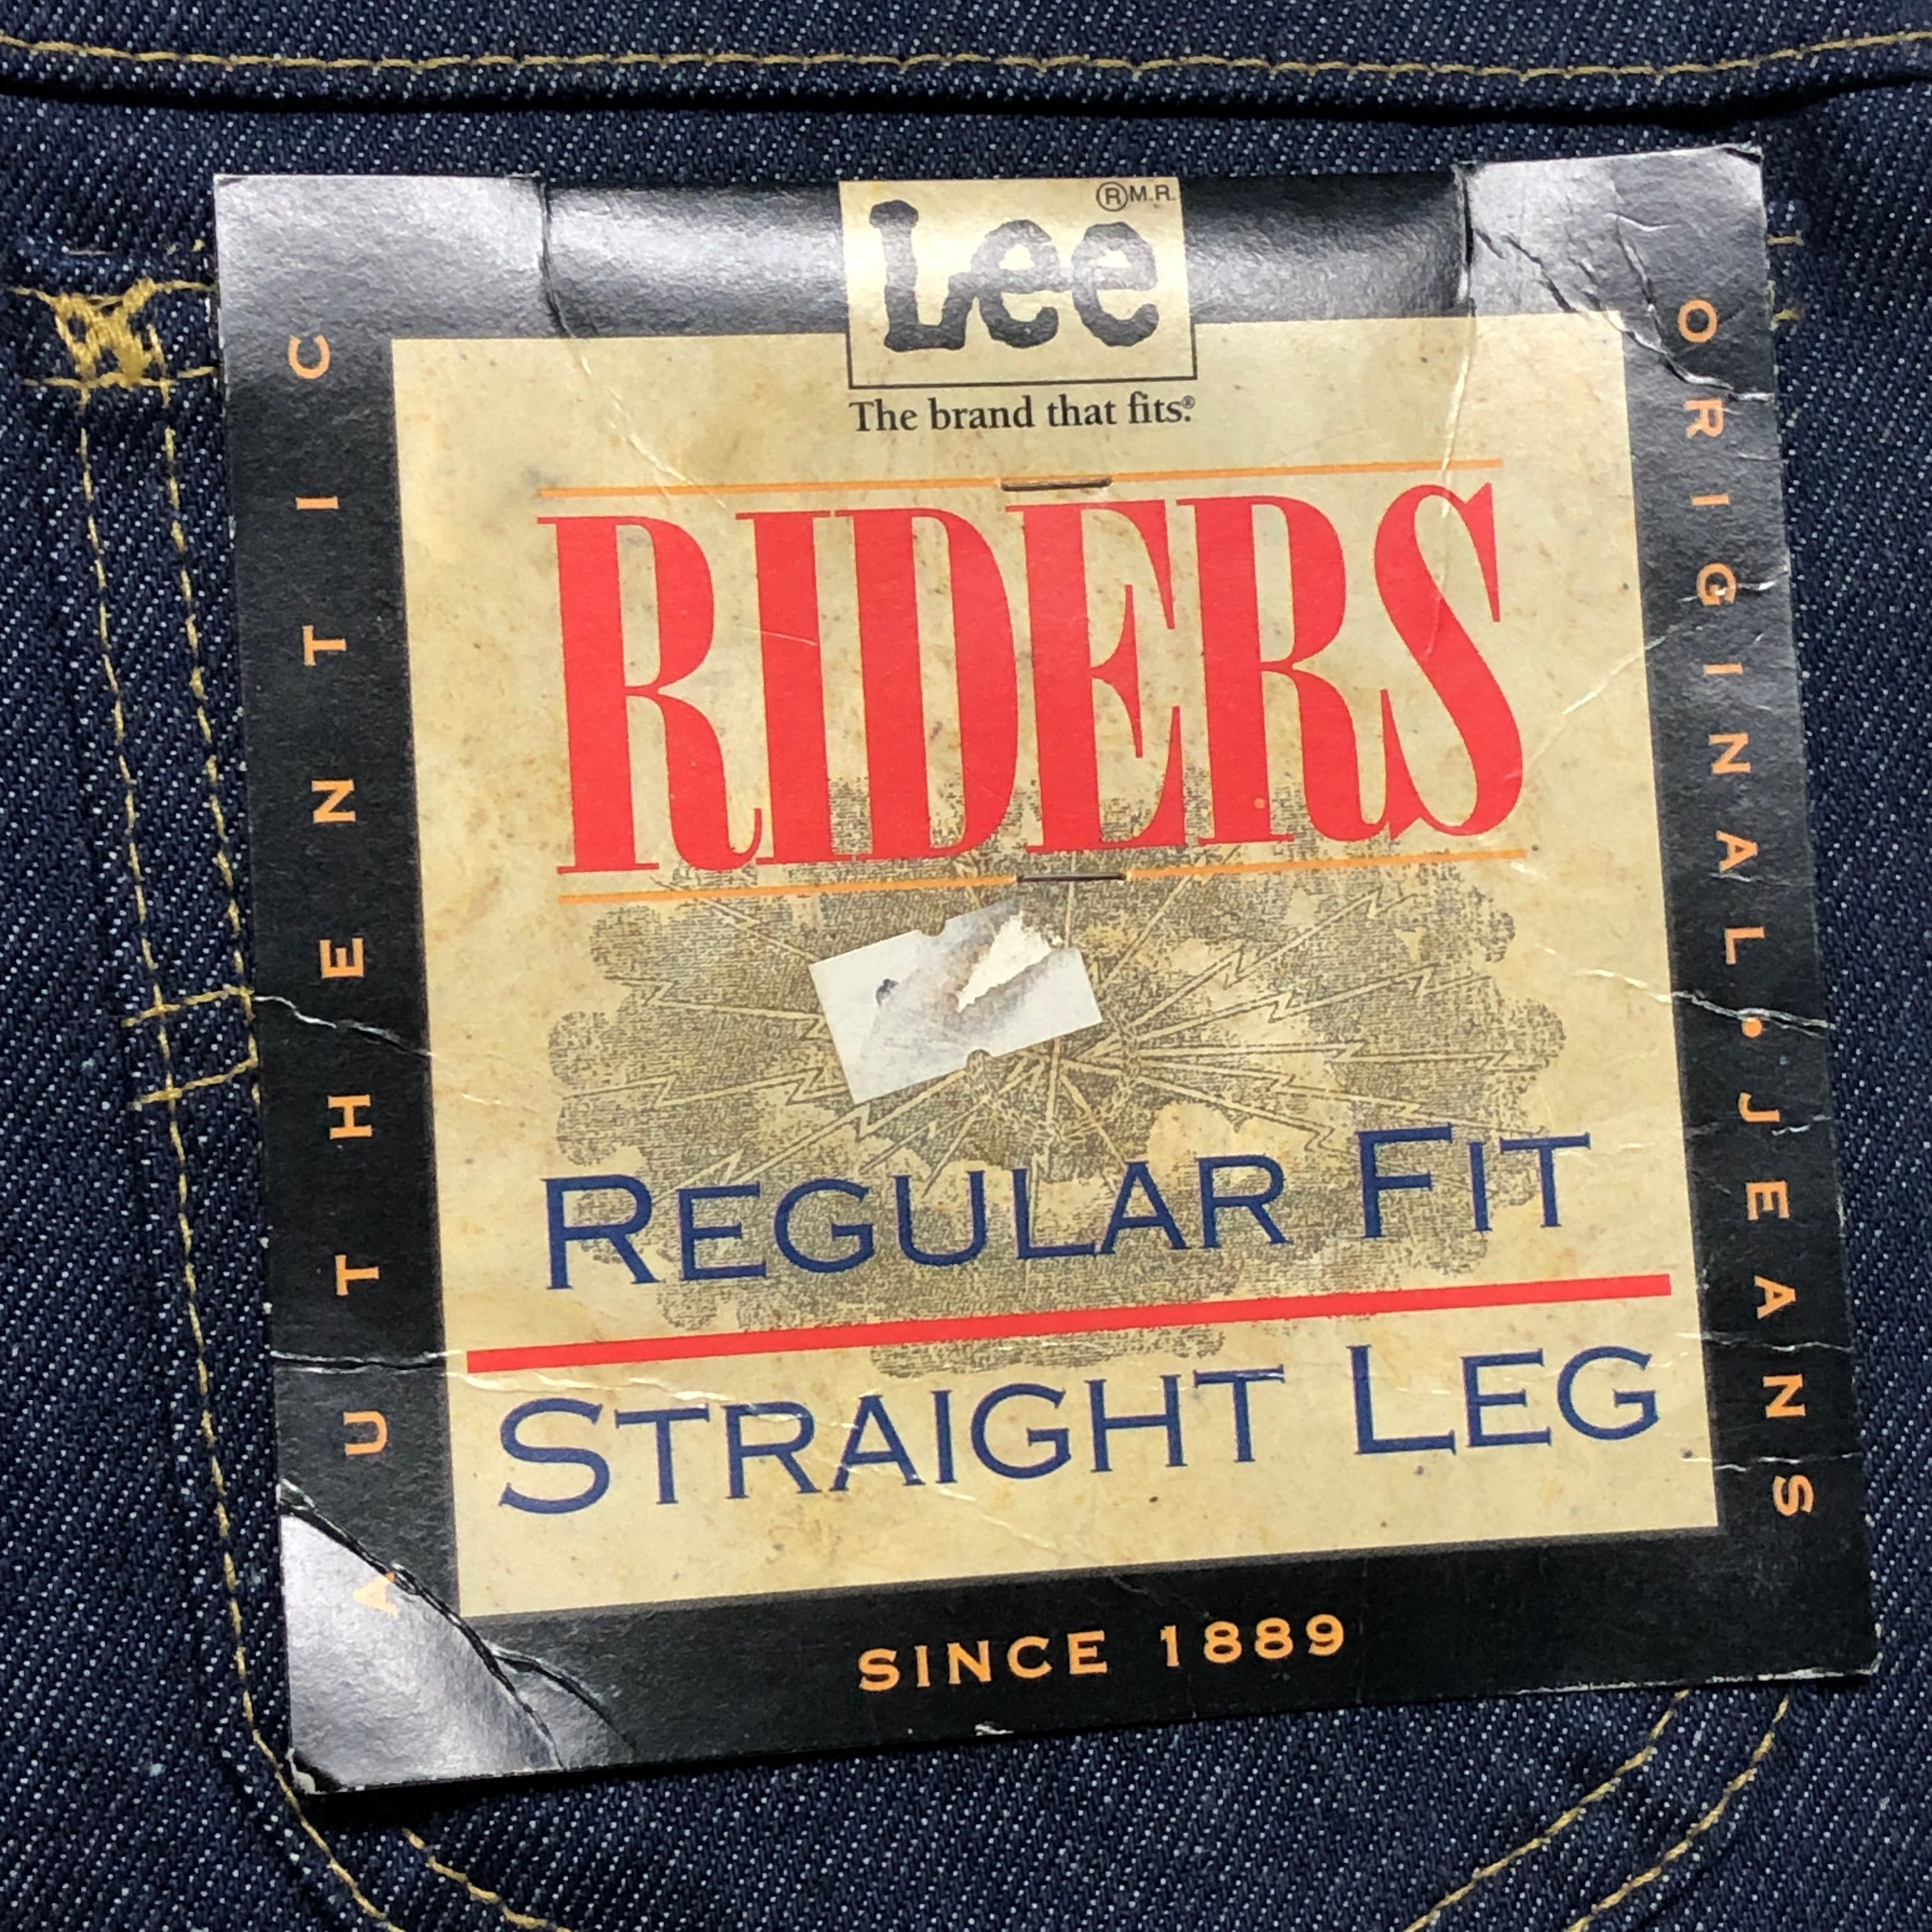 Lee ®M.R.
The brand that fits.®
RIDERS
REGULAR FIT
STRAIGHT LEG
AUTHENTIC
ORIGINAL • JEANS
SINCE 1889